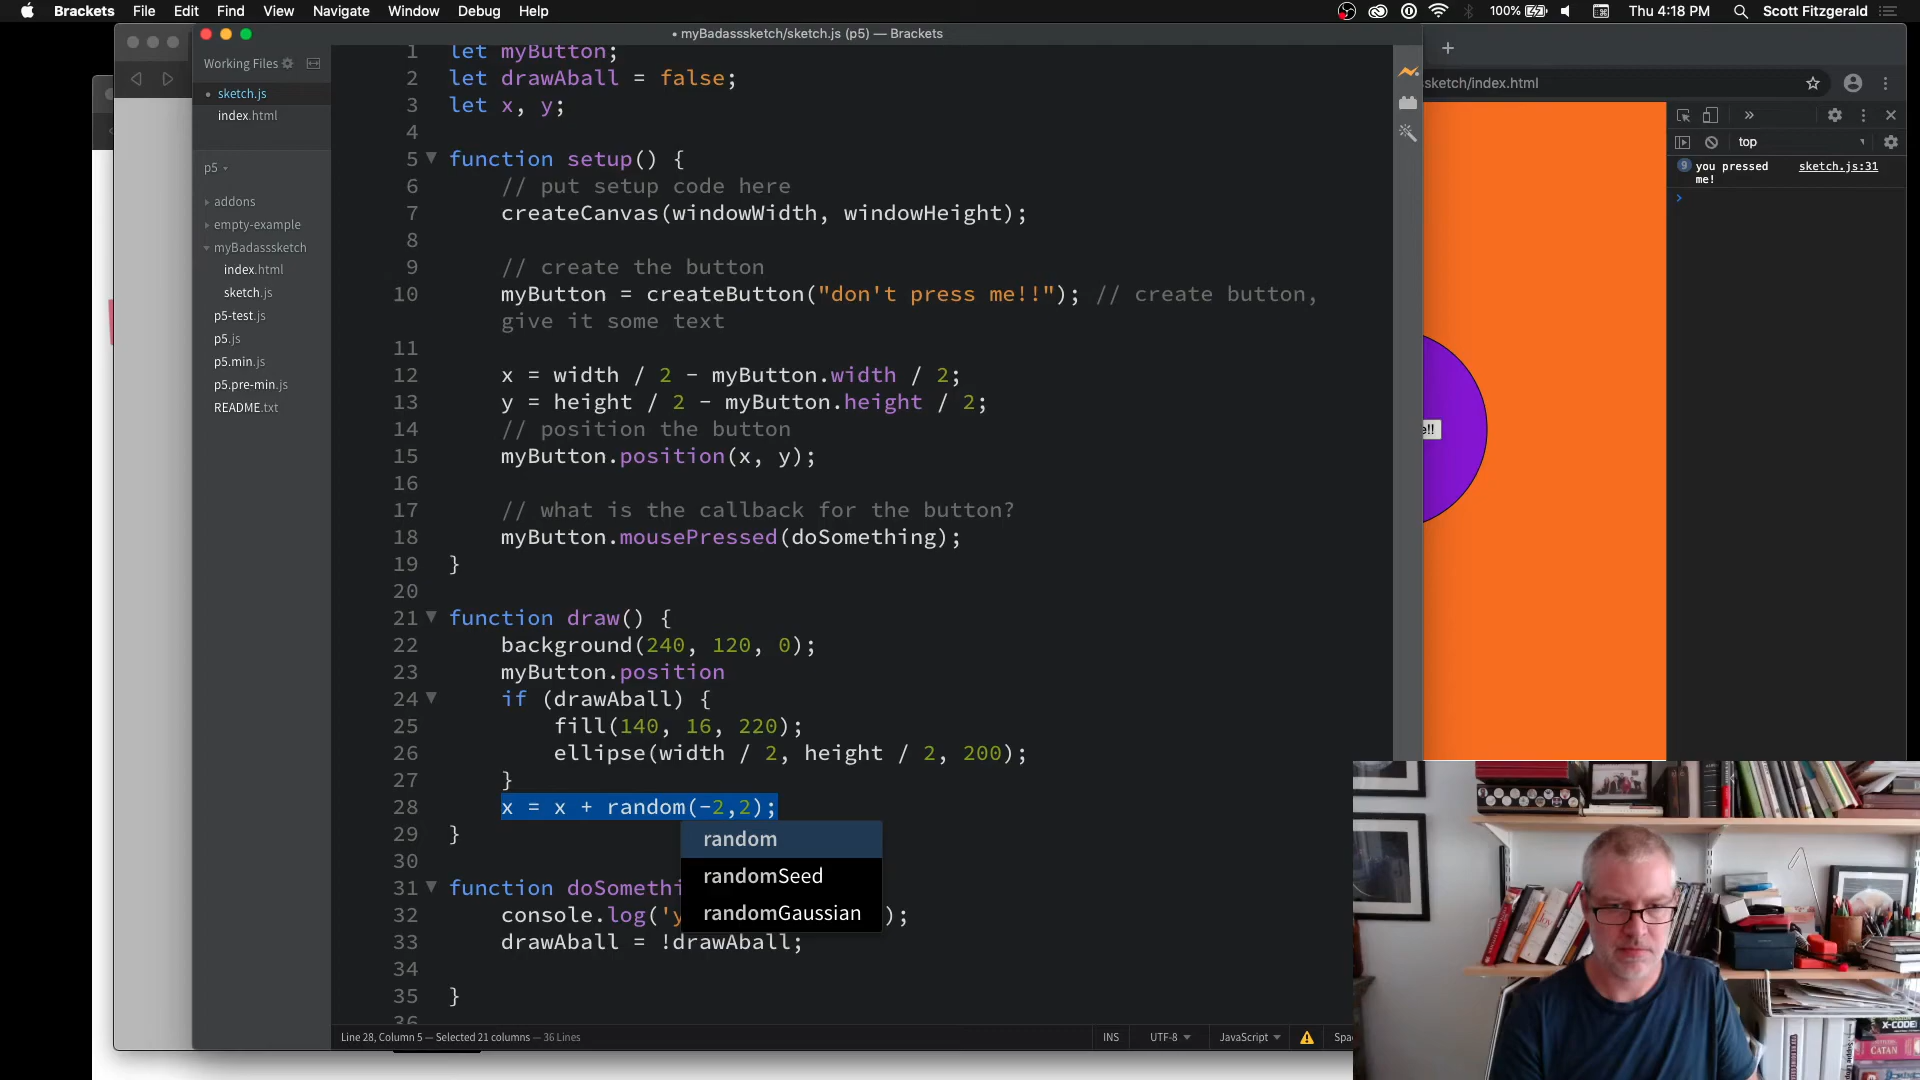 Brackets File Edit Find View Navigate Window Debug Help
100% Thu 4:18 PM Scott Fitzgerald
• myBadasssketch/sketch.js (p5) — Brackets
Working Files
sketch.js
index.html
p5
addons
empty-example
myBadasssketch
index.html
sketch.js
p5-test.js
p5.js
p5.min.js
p5.pre-min.js
README.txt
1 let myButton;
2 let drawAball = false;
3 let x, y;
4
5 function setup() {
6 // put setup code here
7 createCanvas(windowWidth, windowHeight);
8
9 // create the button
10 myButton = createButton("don't press me!!"); // create button,
give it some text
11
12 x = width / 2 - myButton.width / 2;
13 y = height / 2 - myButton.height / 2;
14 // position the button
15 myButton.position(x, y);
16
17 // what is the callback for the button?
18 myButton.mousePressed(doSomething);
19 }
20
21 function draw() {
22 background(240, 120, 0);
23 myButton.position
24 if (drawAball) {
25 fill(140, 16, 220);
26 ellipse(width / 2, height / 2, 200);
27 }
28 x = x + random(-2,2);
29 }
30
31 function doSomethi
32 console.log('y );
33 drawAball = !drawAball;
34
35 }
36
random
randomSeed
randomGaussian
Line 28, Column 5 — Selected 21 columns — 36 Lines
INS UTF-8 JavaScript Spac
sketch/index.html
top
9 you pressed me! sketch.js:31
e!!
X-CODE